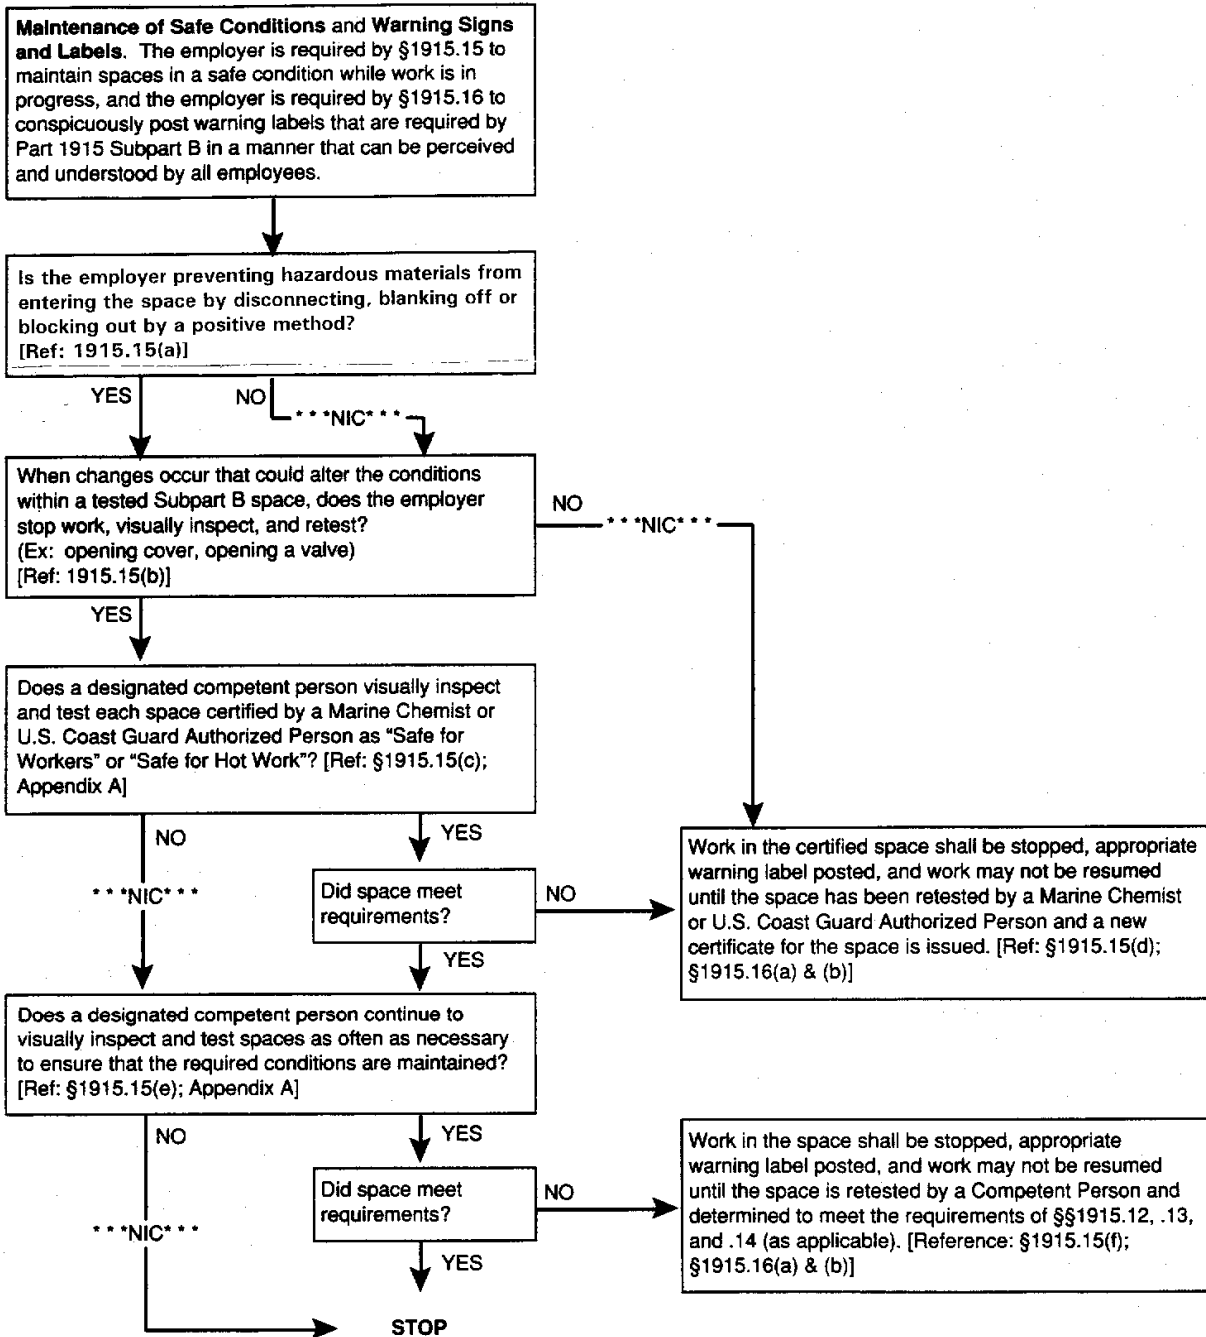 Maintenance of Safe Conditions and Warning Signs
and Labels. The employer is required by §1915.15 to
maintain spaces in a safe condition while work is in
progress, and the employer is required by §1915.16 to
conspicuously post warning labels that are required by
Part 1915 Subpart B in a manner that can be perceived
and understood by all employees.
Is the employer preventing hazardous materials from
entering the space by disconnecting, blanking off or
blocking out by a positive method?
[Ref: 1915.15(a)]
YES
NO
***NIC***
When changes occur that could alter the conditions
within a tested Subpart B space, does the employer
stop work, visually inspect, and retest?
(Ex: opening cover, opening a valve)
[Ref: 1915.15(b)]
NO
***NIC***
YES
Does a designated competent person visually inspect
and test each space certified by a Marine Chemist or
U.S. Coast Guard Authorized Person as "Safe for
Workers" or "Safe for Hot Work"? [Ref: §1915.15(c);
Appendix A]
NO
***NIC***
YES
Did space meet
requirements?
NO
Work in the certified space shall be stopped, appropriate
warning label posted, and work may not be resumed
until the space has been retested by a Marine Chemist
or U.S. Coast Guard Authorized Person and a new
certificate for the space is issued. [Ref: §1915.15(d);
§1915.16(a) & (b)]
YES
Does a designated competent person continue to
visually inspect and test spaces as often as necessary
to ensure that the required conditions are maintained?
[Ref: §1915.15(e); Appendix A]
NO
***NIC***
YES
Did space meet
requirements?
NO
Work in the space shall be stopped, appropriate
warning label posted, and work may not be resumed
until the space is retested by a Competent Person and
determined to meet the requirements of §§1915.12, .13,
and .14 (as applicable). [Reference: §1915.15(f);
§1915.16(a) & (b)]
YES
STOP